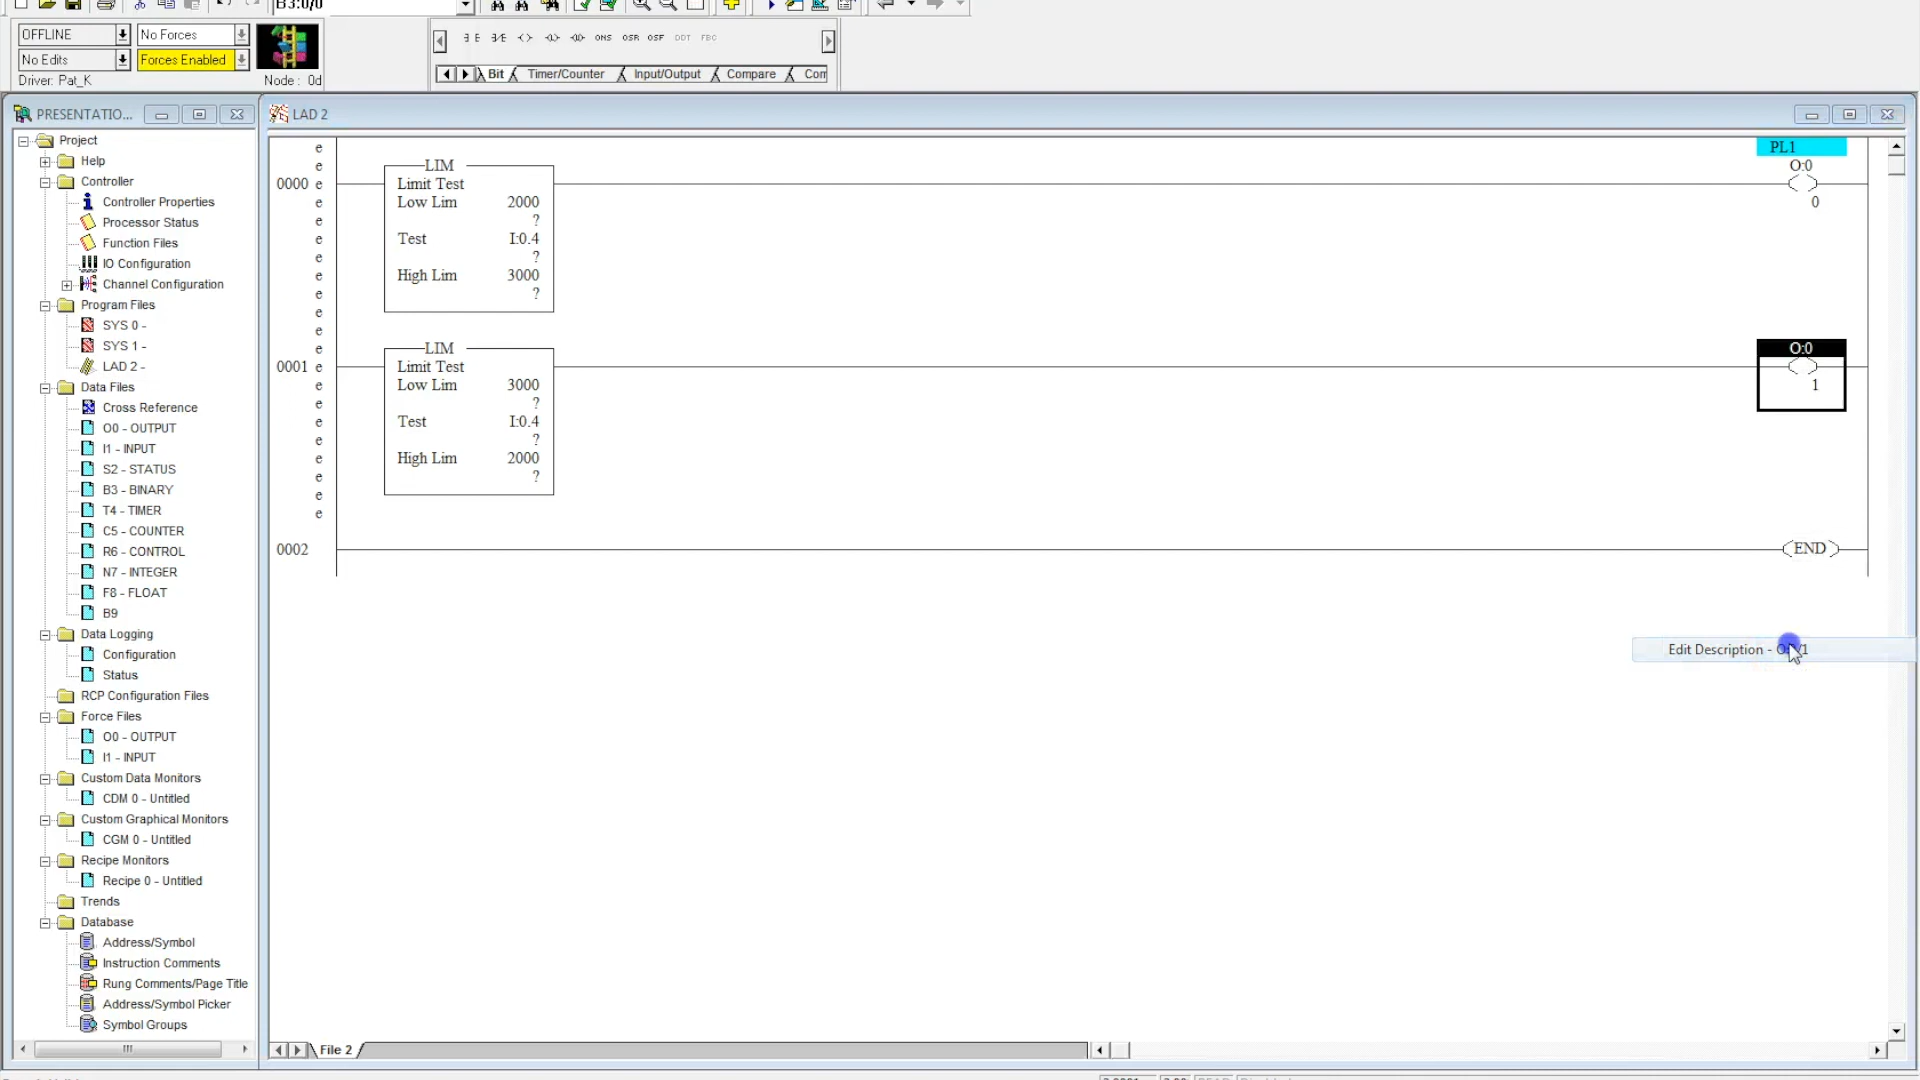 B3:0/0
OFFLINE
No Forces
No Edits
Forces Enabled
Driver: Pat_K
Node : 0d
ONS OSR OSF DDT FBC
Bit
Timer/Counter
Input/Output
Compare
Com
PRESENTATIO...
LAD 2
Project
Help
Controller
Controller Properties
Processor Status
Function Files
IO Configuration
Channel Configuration
Program Files
SYS 0 -
SYS 1 -
LAD 2 -
Data Files
Cross Reference
O0 - OUTPUT
I1 - INPUT
S2 - STATUS
B3 - BINARY
T4 - TIMER
C5 - COUNTER
R6 - CONTROL
N7 - INTEGER
F8 - FLOAT
B9
Data Logging
Configuration
Status
RCP Configuration Files
Force Files
O0 - OUTPUT
I1 - INPUT
Custom Data Monitors
CDM 0 - Untitled
Custom Graphical Monitors
CGM 0 - Untitled
Recipe Monitors
Recipe 0 - Untitled
Trends
Database
Address/Symbol
Instruction Comments
Rung Comments/Page Title
Address/Symbol Picker
Symbol Groups
e
e
0000 e
e
e
e
e
e
e
e
e
e
0001 e
e
e
e
e
e
e
e
e
0002
LIM
Limit Test
Low Lim 2000
?
Test I:0.4
?
High Lim 3000
?
PL1
O:0
0
LIM
Limit Test
Low Lim 3000
?
Test I:0.4
?
High Lim 2000
?
O:0
1
END
Edit Description -
File 2